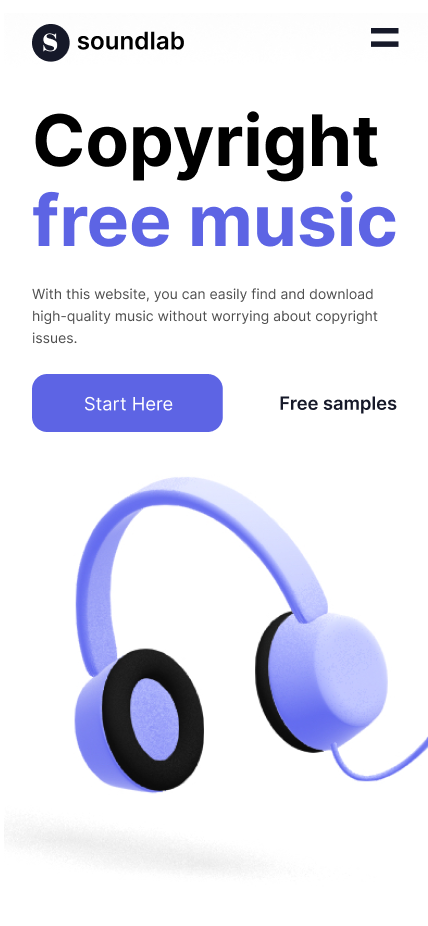 S soundlab
Copyright
free music
With this website, you can easily find and download
high-quality music without worrying about copyright
issues.
Start Here
Free samples